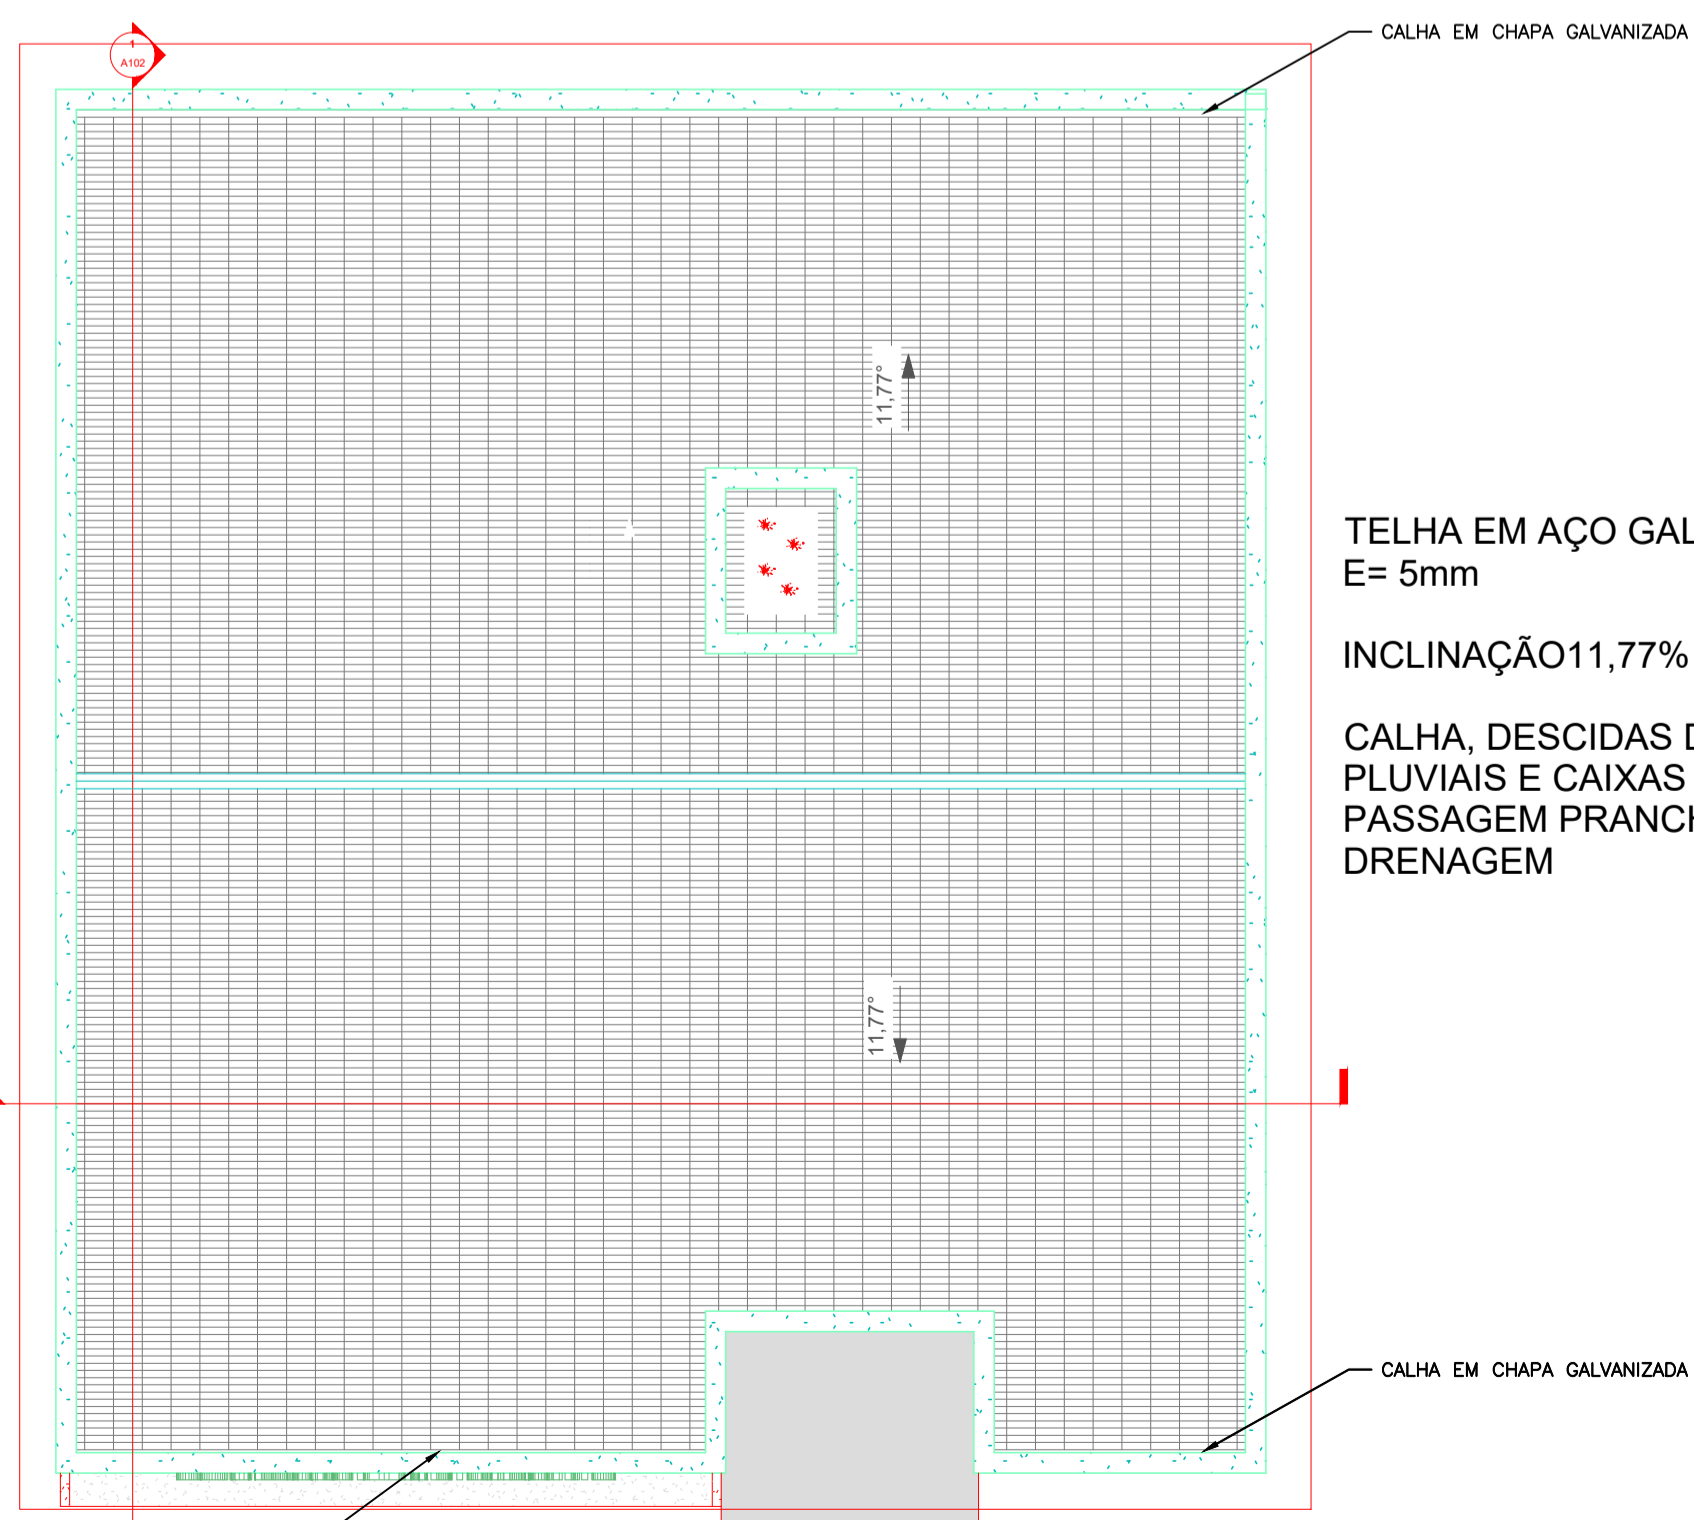 CALHA EM CHAPA GALVANIZADA
1
A102
11,77°
TELHA EM AÇO GAL
E= 5mm
INCLINAÇÃO11,77%
CALHA, DESCIDAS
PLUVIAIS E CAIXAS
PASSAGEM PRANCH
DRENAGEM
11,77°
CALHA EM CHAPA GALVANIZADA